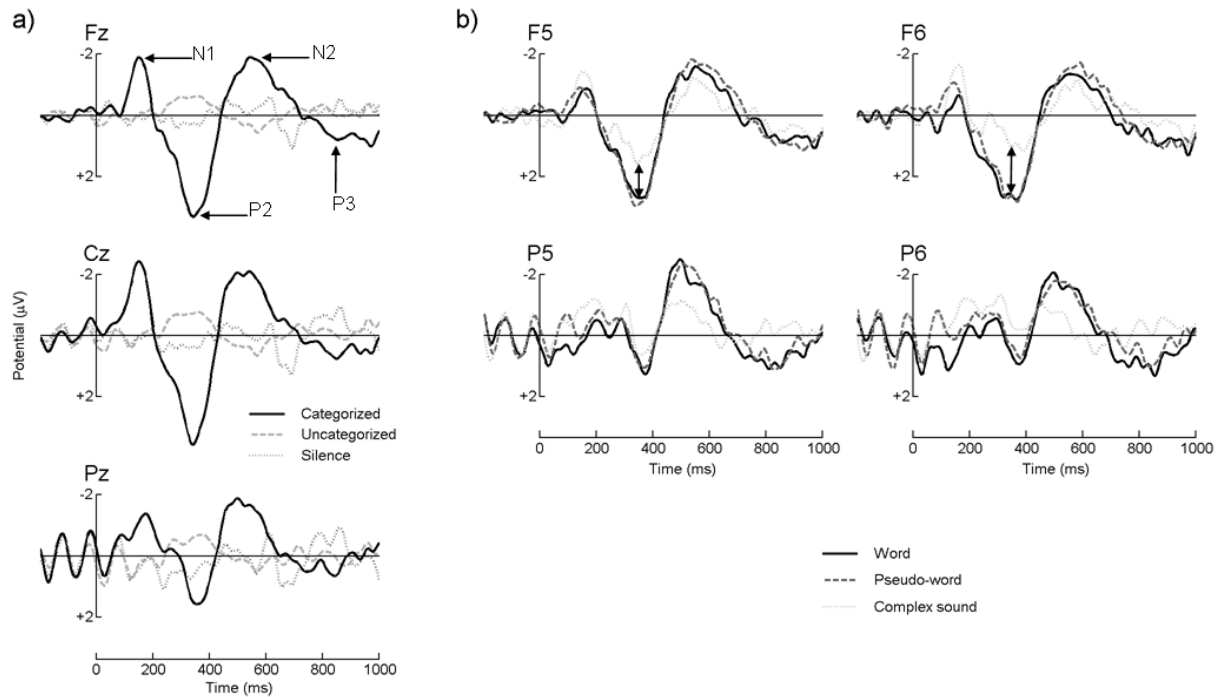 a)
Fz
-2
N1
N2
+2
P2
P3
Cz
-2
Potential (μV)
+2
Categorized
Uncategorized
Silence
Pz
-2
+2
0 200 400 600 800 1000
Time (ms)
b)
F5
-2
+2
F6
-2
+2
P5
-2
+2
P6
-2
+2
0 200 400 600 800 1000
Time (ms)
0 200 400 600 800 1000
Time (ms)
Word
Pseudo-word
Complex sound